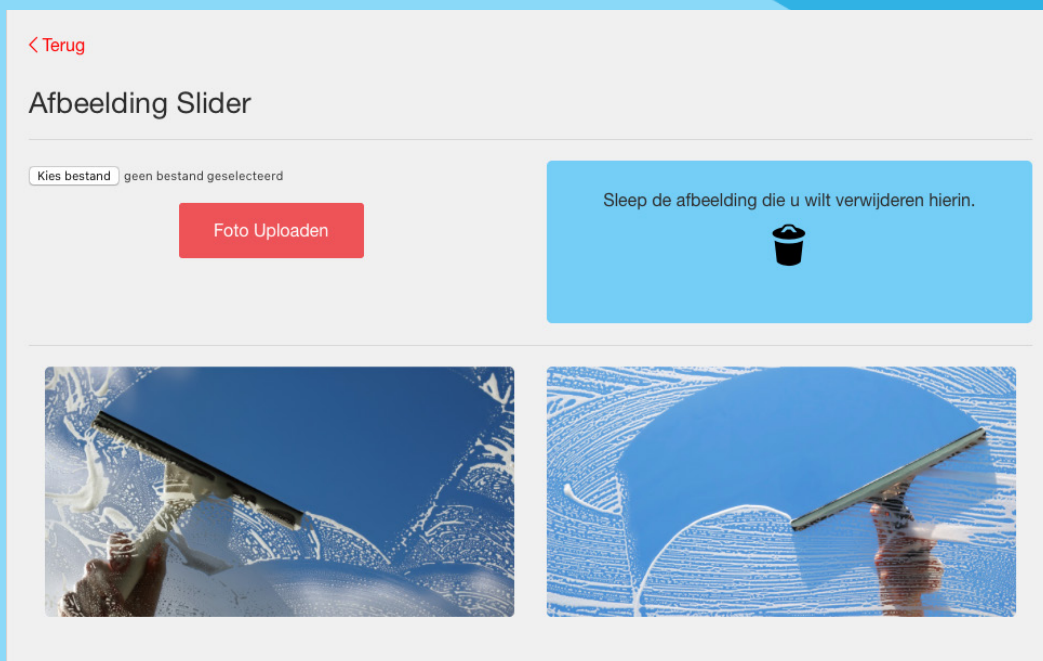 Terug
Afbeelding Slider
Kies bestand geen bestand geselecteerd
Foto Uploaden
Sleep de afbeelding die u wilt verwijderen hierin.